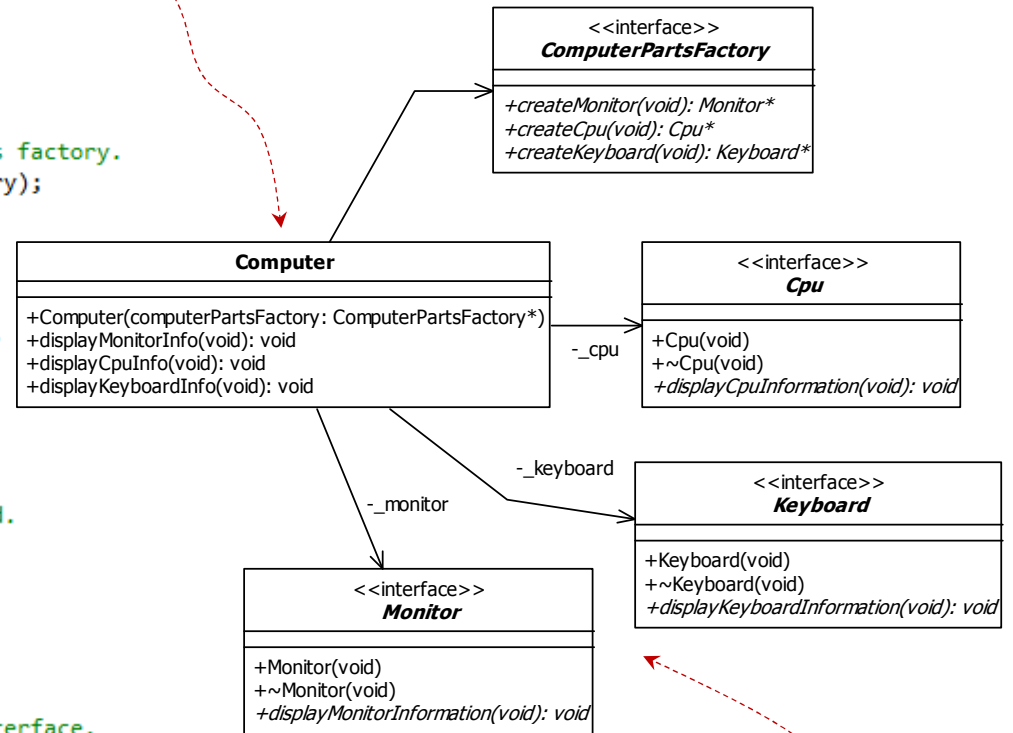 <<interface>>
ComputerPartsFactory
+createMonitor(void): Monitor*
+createCpu(void): Cpu*
+createKeyboard(void): Keyboard*
factory.
y);
Computer
+Computer(computerPartsFactory: ComputerPartsFactory*)
+displayMonitorInfo(void): void
+displayCpuInfo(void): void
+displayKeyboardInfo(void): void
-_cpu
<<interface>>
Cpu
+Cpu(void)
+~Cpu(void)
+displayCpuInformation(void): void
-_keyboard
-_monitor
<<interface>>
Keyboard
+Keyboard(void)
+~Keyboard(void)
+displayKeyboardInformation(void): void
<<interface>>
Monitor
+Monitor(void)
+~Monitor(void)
+displayMonitorInformation(void): void
terface.